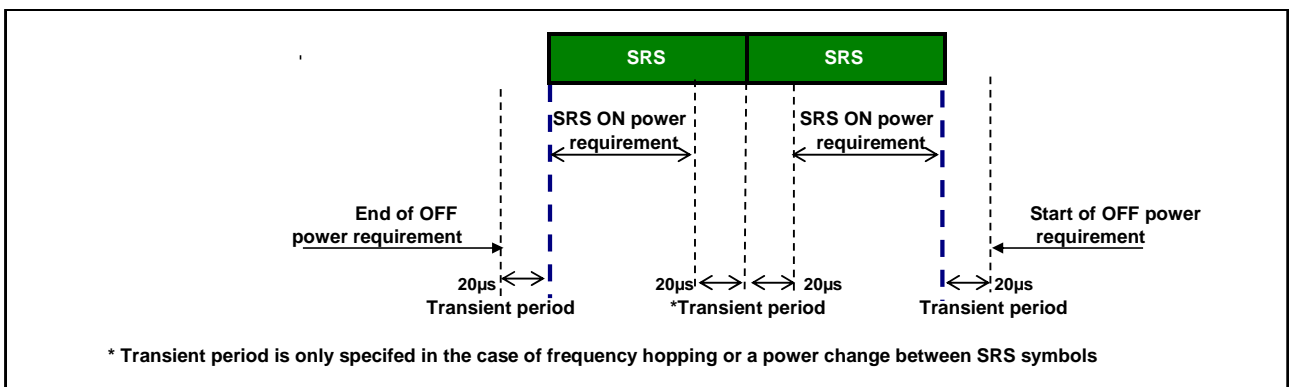 SRS SRS
SRS ON power requirement
SRS ON power requirement
End of OFF power requirement
Start of OFF power requirement
20µs 20µs 20µs 20µs
Transient period *Transient period Transient period
* Transient period is only specifed in the case of frequency hopping or a power change between SRS symbols